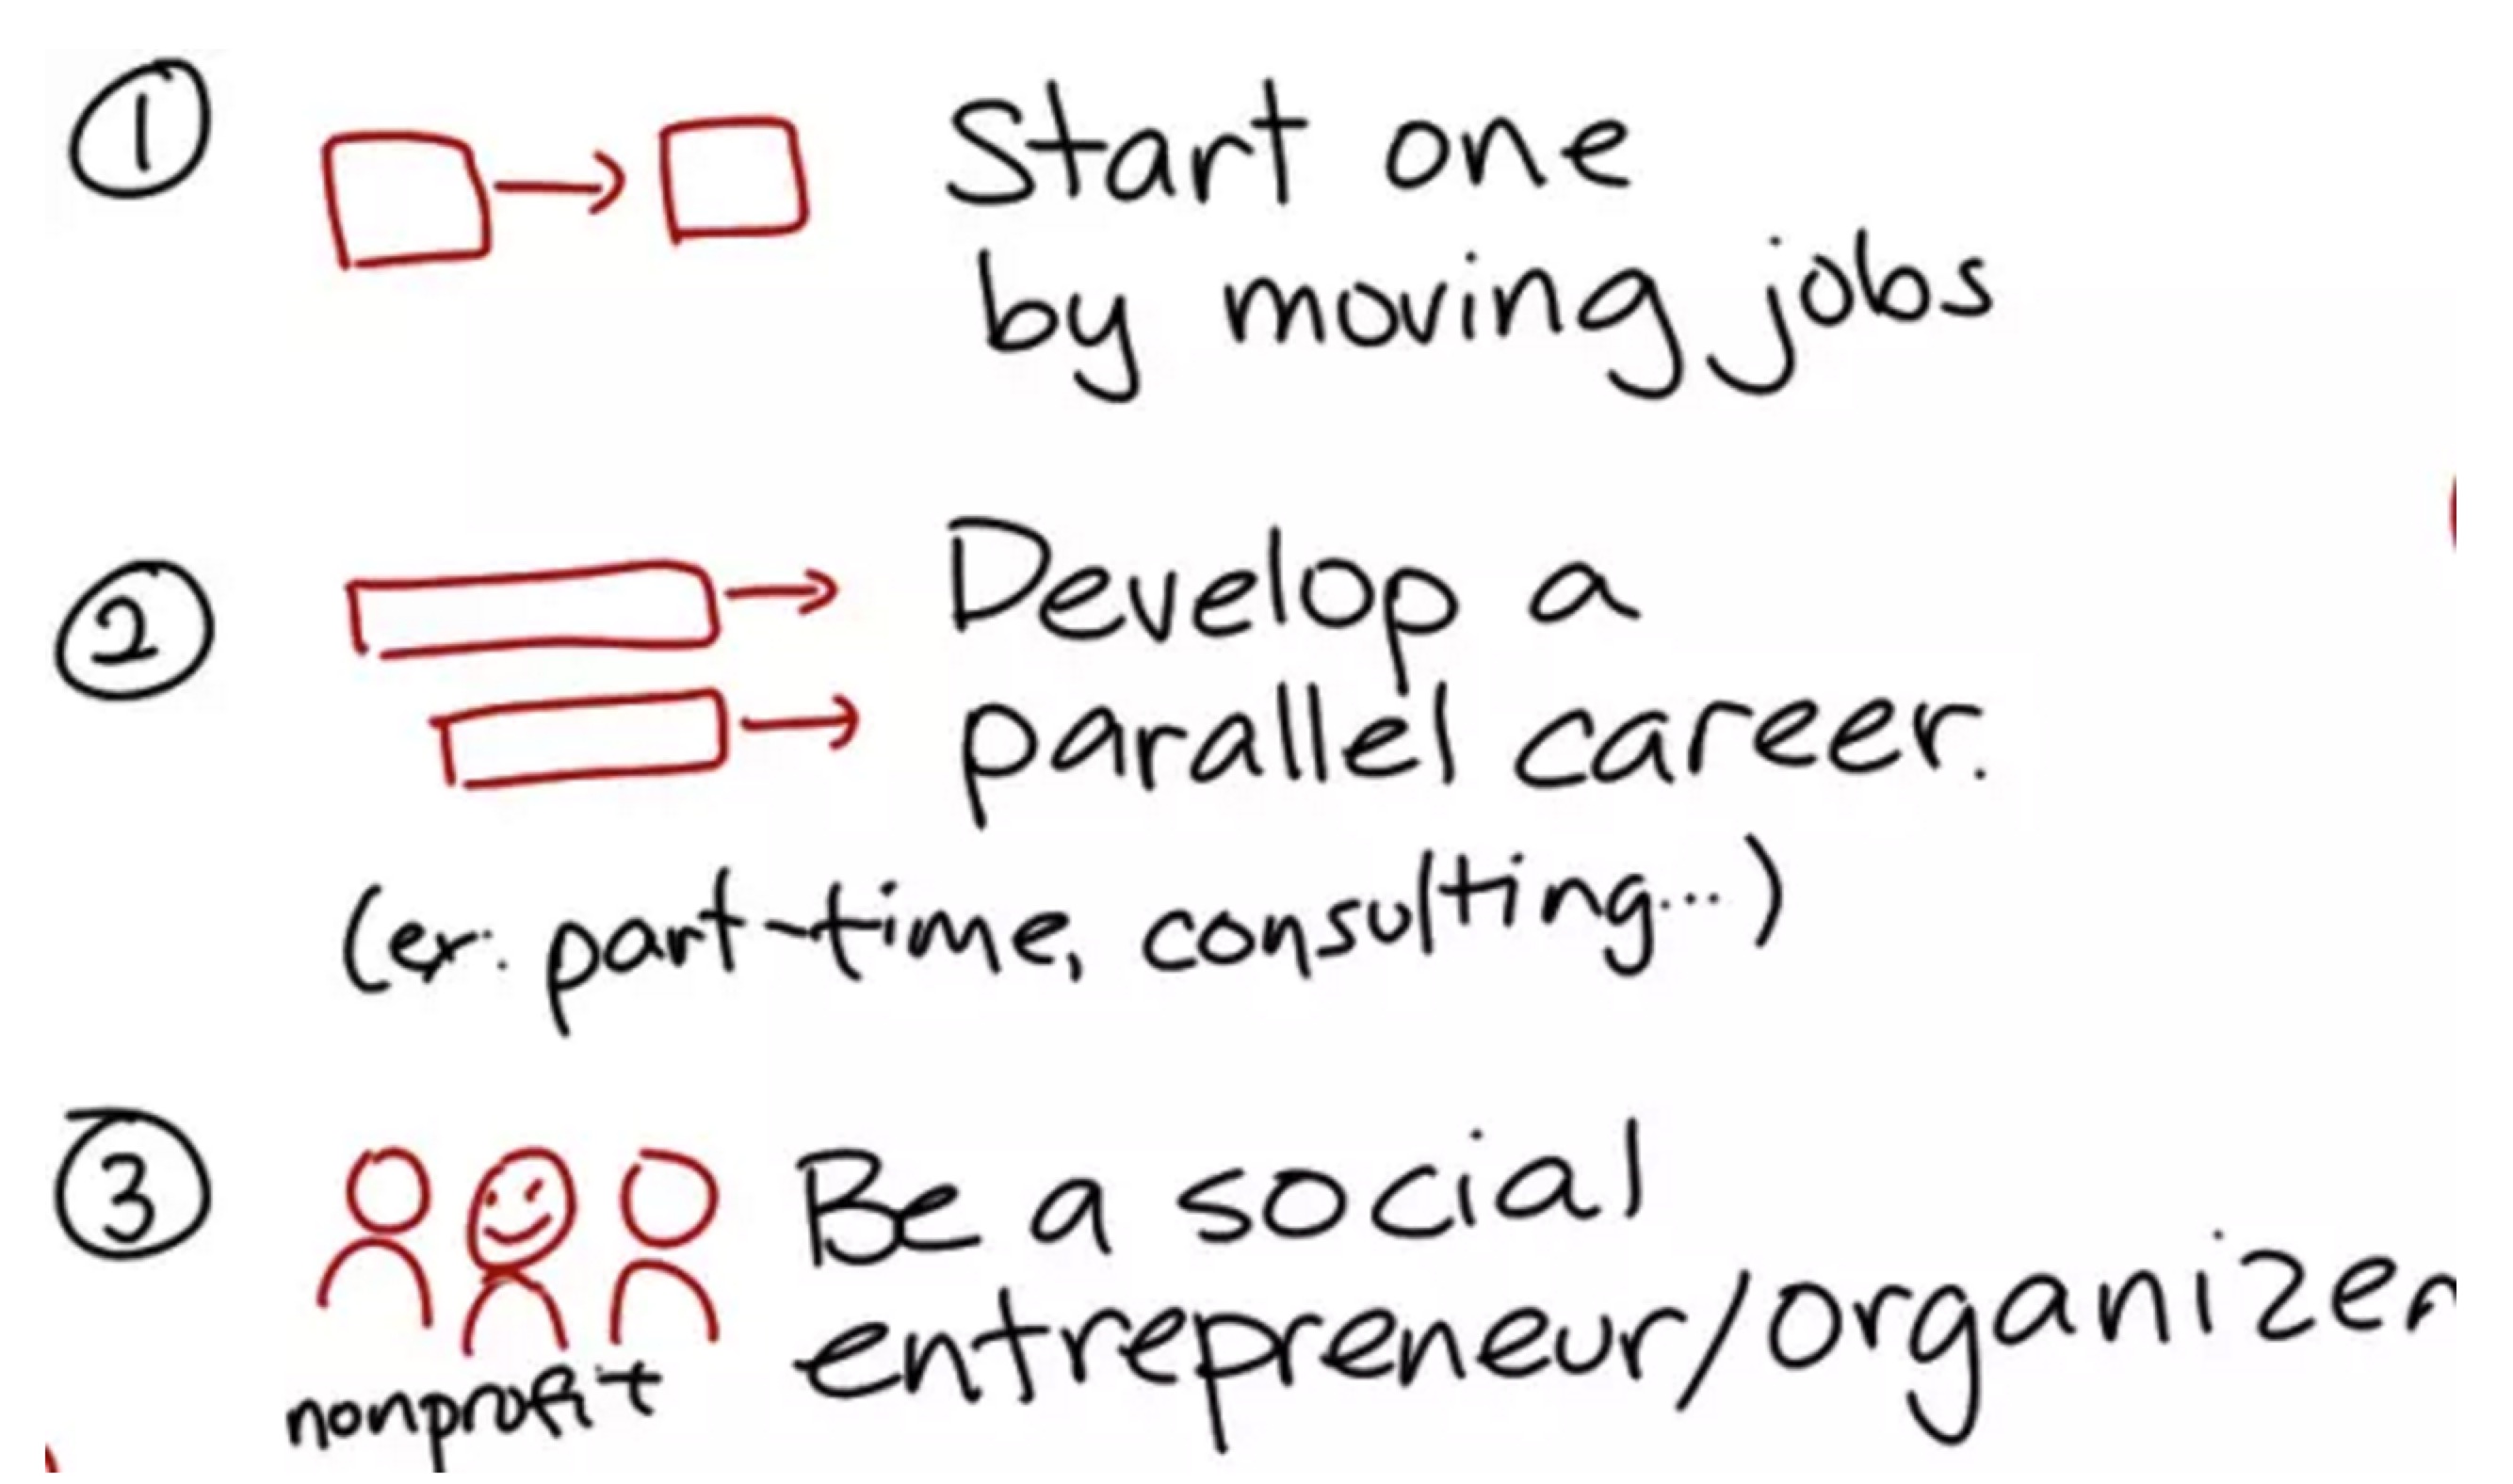 1
Start one
by moving jobs
2
Develop a
parallel career.
(ex. part-time, consulting...)
3
Be a social
entrepreneur/organizer
nonprofit